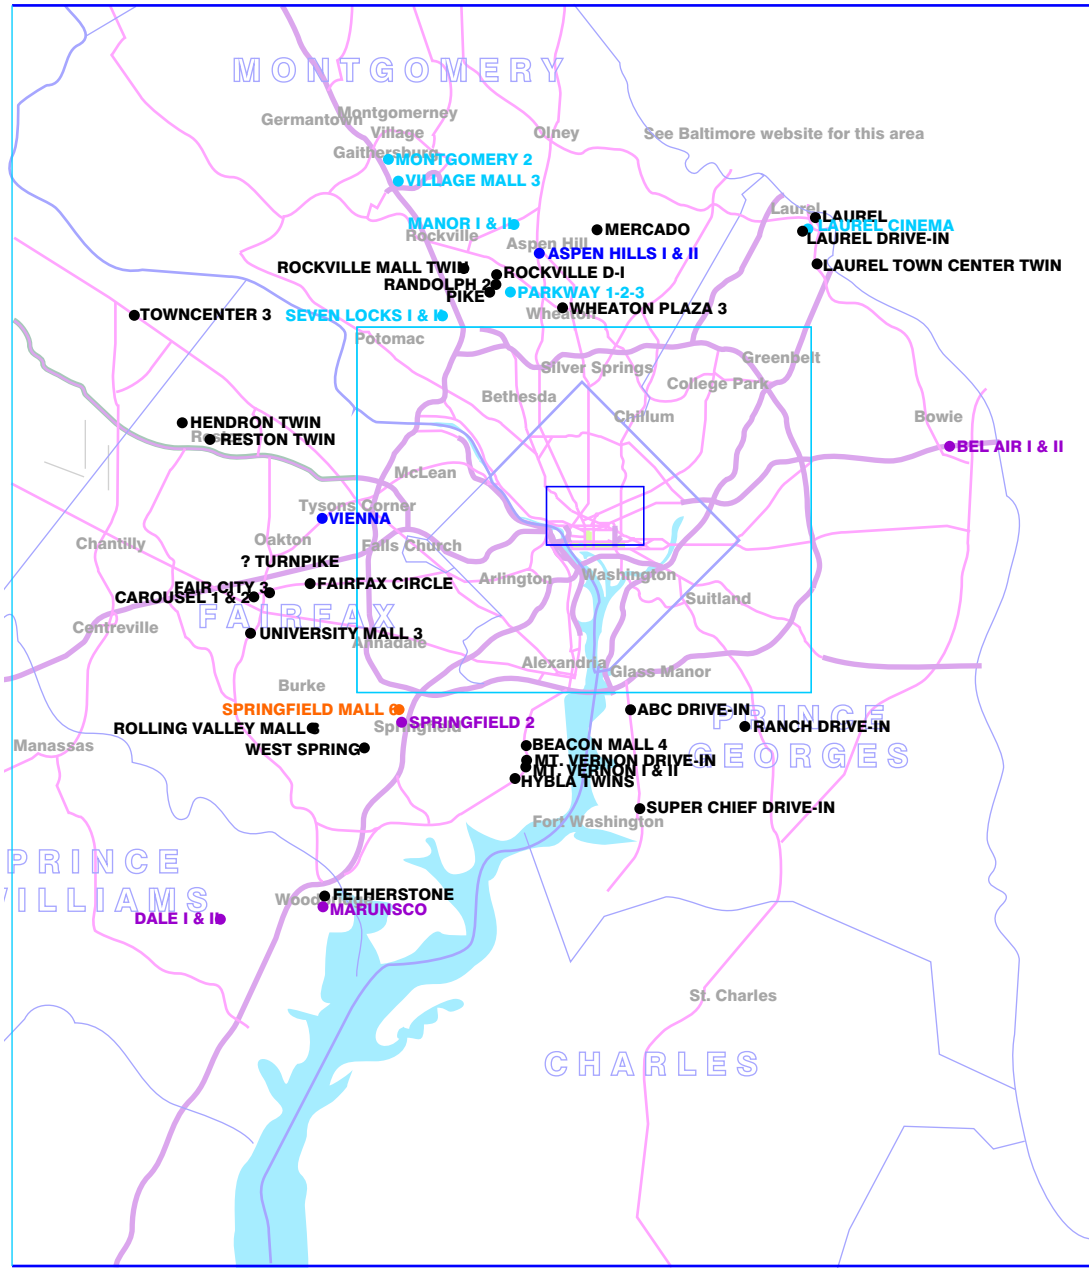 MONTGOMERY
Montgomerney
Germantown
Village
Olney
See Baltimore website for this area
Gaithersburg
MONTGOMERY 2
VILLAGE MALL 3
Laurel
LAUREL
MANOR I & II
LAUREL CINEMA
MERCADO
Rockville
LAUREL DRIVE-IN
Aspen Hill
ASPEN HILLS I & II
ROCKVILLE MALL TWIN
LAUREL TOWN CENTER TWIN
ROCKVILLE D-I
RANDOLPH 2
PARKWAY 1-2-3
PIKE
WHEATON PLAZA 3
Wheaton
TOWNCENTER 3
SEVEN LOCKS I & II
Potomac
Greenbelt
Silver Springs
College Park
Bethesda
Chillum
Bowie
HENDRON TWIN
RESTON TWIN
BEL AIR I & II
McLean
Tysons Corner
VIENNA
Oakton
Chantilly
Falls Church
? TURNPIKE
Washington
Arlington
FAIRFAX CIRCLE
FAIR CITY 3
CAROUSEL 1 & 2
Suitland
FAIRFAX
Centreville
UNIVERSITY MALL 3
Annadale
Alexandria
Glass Manor
Burke
SPRINGFIELD MALL 6
ABC DRIVE-IN
PRINCE
SPRINGFIELD 2
Springfield
RANCH DRIVE-IN
ROLLING VALLEY MALL
Manassas
WEST SPRING
BEACON MALL 4
GEORGES
MT. VERNON DRIVE-IN
MT. VERNON I & II
HYBLA TWINS
SUPER CHIEF DRIVE-IN
Fort Washington
PRINCE
WILLIAMS
FETHERSTONE
MARUNSCO
DALE I & II
St. Charles
CHARLES